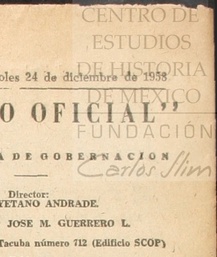 CENTRO DE
ESTUDIOS
DE HISTORIA
DE MÉXICO
FUNDACIÓN
Carlos Slim
oles 24 de diciembre de 1958
O OFICIAL”
A DE GOBERNACION
Director:
YETANO ANDRADE.
JOSE M. GUERRERO L.
Tacuba número 712 (Edificio SCOP)